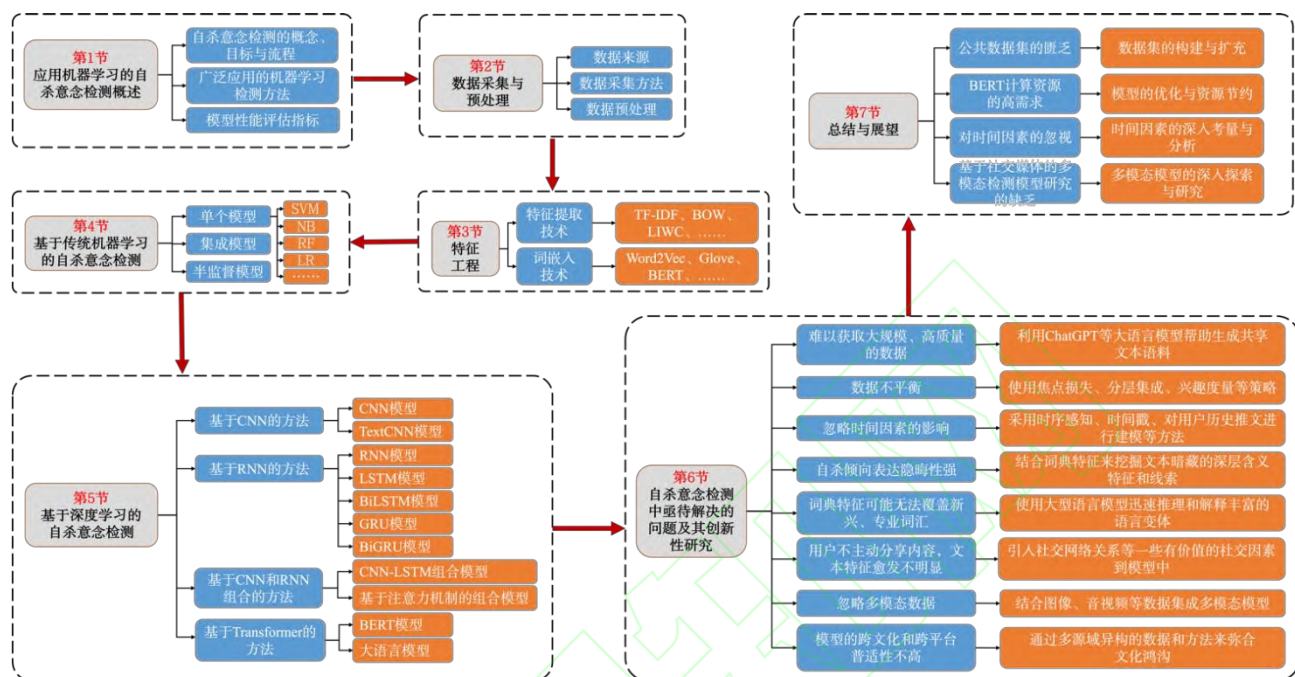 第1节
应用机器学习的自
杀意念检测概述
自杀意念检测的概念、
目标与流程
广泛应用的机器学习
检测方法
模型性能评估指标
第2节
数据采集与
预处理
数据来源
数据采集方法
数据预处理
第3节
特征
工程
特征提取
技术
TF-IDF、BOW、
LIWC、……
词嵌入
技术
Word2Vec、Glove、
BERT、……
第4节
基于传统机器学习
的自杀意念检测
单个模型
集成模型
半监督模型
SVM
NB
RF
LR
……
第5节
基于深度学习的
自杀意念检测
基于CNN的方法
CNN模型
TextCNN模型
基于RNN的方法
RNN模型
LSTM模型
BiLSTM模型
GRU模型
BiGRU模型
基于CNN和RNN
组合的方法
CNN-LSTM组合模型
基于注意力机制的组合模型
基于Transformer的
方法
BERT模型
大语言模型
第6节
自杀意念检测
中亟待解决的
问题及其创新
性研究
难以获取大规模、高质量
的数据
利用ChatGPT等大语言模型帮助生成共享
文本语料
数据不平衡
使用焦点损失、分层集成、兴趣度量等策略
忽略时间因素的影响
采用时序感知、时间戳、对用户历史推文进
行建模等方法
自杀倾向表达隐晦性强
结合词典特征来挖掘文本暗藏的深层含义
特征和线索
词典特征可能无法覆盖新
兴、专业词汇
使用大型语言模型迅速推理和解释丰富的
语言变体
用户不主动分享内容，文
本特征愈发不明显
引入社交网络关系等一些有价值的社交因素
到模型中
忽略多模态数据
结合图像、音视频等数据集成多模态模型
模型的跨文化和跨平台
普适性不高
通过多源域异构的数据和方法来弥合
文化鸿沟
第7节
总结与展望
公共数据集的匮乏
数据集的构建与扩充
BERT计算资源
的高需求
模型的优化与资源节约
对时间因素的忽视
时间因素的深入考量与
分析
基于社交媒体的多
模态检测模型研究
的缺乏
多模态模型的深入探索
与研究